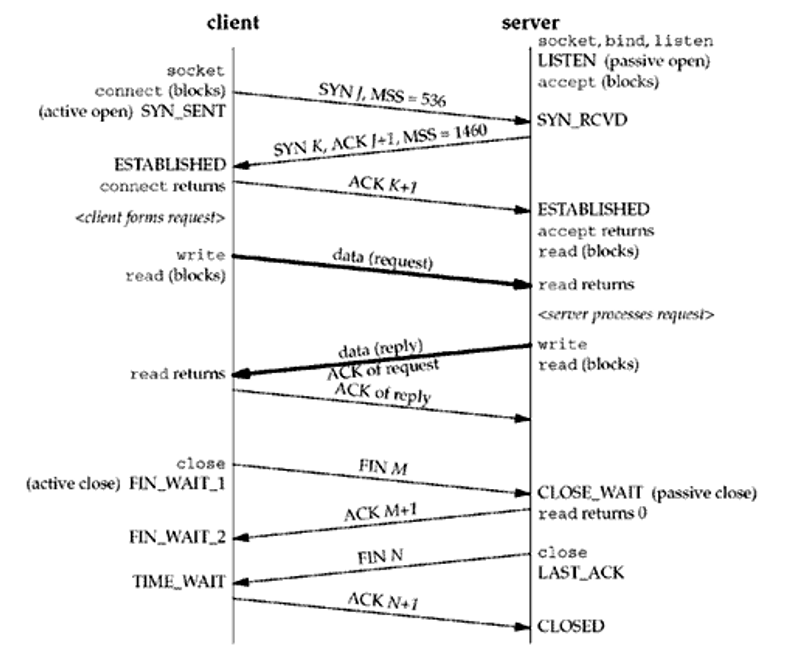 client
server
socket, bind, listen
LISTEN (passive open)
accept (blocks)
socket
connect (blocks)
(active open) SYN_SENT
SYN J, MSS = 536
SYN_RCVD
SYN K, ACK J+1, MSS = 1460
ESTABLISHED
connect returns
ACK K+1
<client forms request>
ESTABLISHED
accept returns
read (blocks)
write
read (blocks)
data (request)
read returns
<server processes request>
write
read (blocks)
data (reply)
ACK of request
read returns
ACK of reply
close
(active close) FIN_WAIT_1
FIN M
CLOSE_WAIT (passive close)
read returns 0
ACK M+1
FIN_WAIT_2
close
LAST_ACK
FIN N
TIME_WAIT
ACK N+1
CLOSED